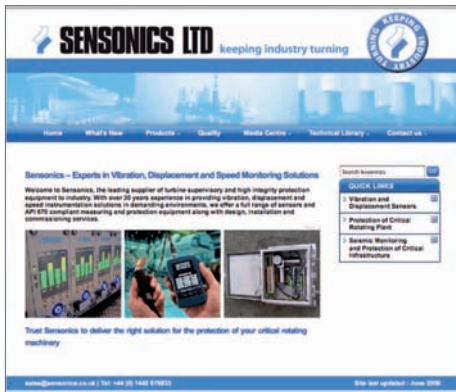 SENSONICS LTD keeping industry turning
KEEPING INDUSTRY TURNING
Home What's New Products Quality Media Centre Technical Library Contact us
Sensonics – Experts in Vibration, Displacement and Speed Monitoring Solutions
Welcome to Sensonics, the leading supplier of turbine supervisory and high integrity protection
equipment to industry. With over 30 years experience in providing vibration, displacement and
speed instrumentation solutions in demanding environments, we offer a full range of sensors and
API 670 compliant measuring and protection equipment along with design, installation and
commissioning services.
Trust Sensonics to deliver the right solution for the protection of your critical rotating
machinery
Search keywords
QUICK LINKS
Vibration and
Displacement Sensors
Protection of Critical
Rotating Plant
Seismic Monitoring
and Protection of Critical
Infrastructure
sales@sensonics.co.uk | Tel: +44 (0) 1442
Site last updated : June